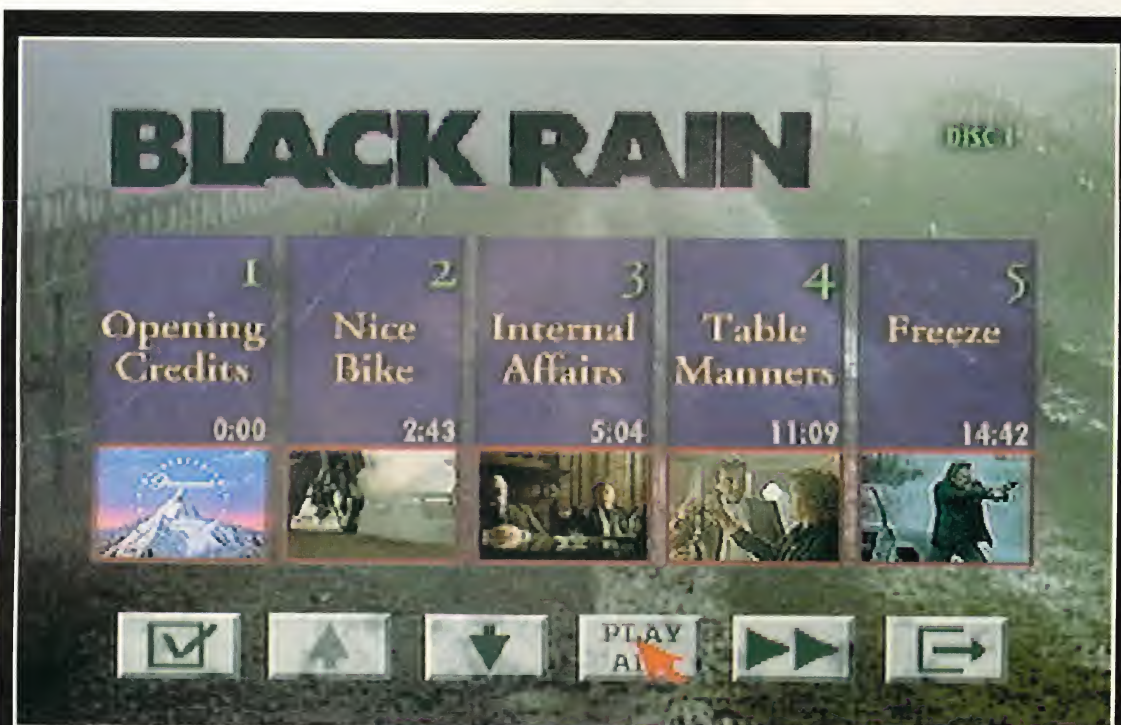 BLACK RAIN
DISC 1
1
Opening
Credits
0:00
2
Nice
Bike
2:43
3
Internal
Affairs
5:04
4
Table
Manners
11:09
5
Freeze
14:42
PLAY